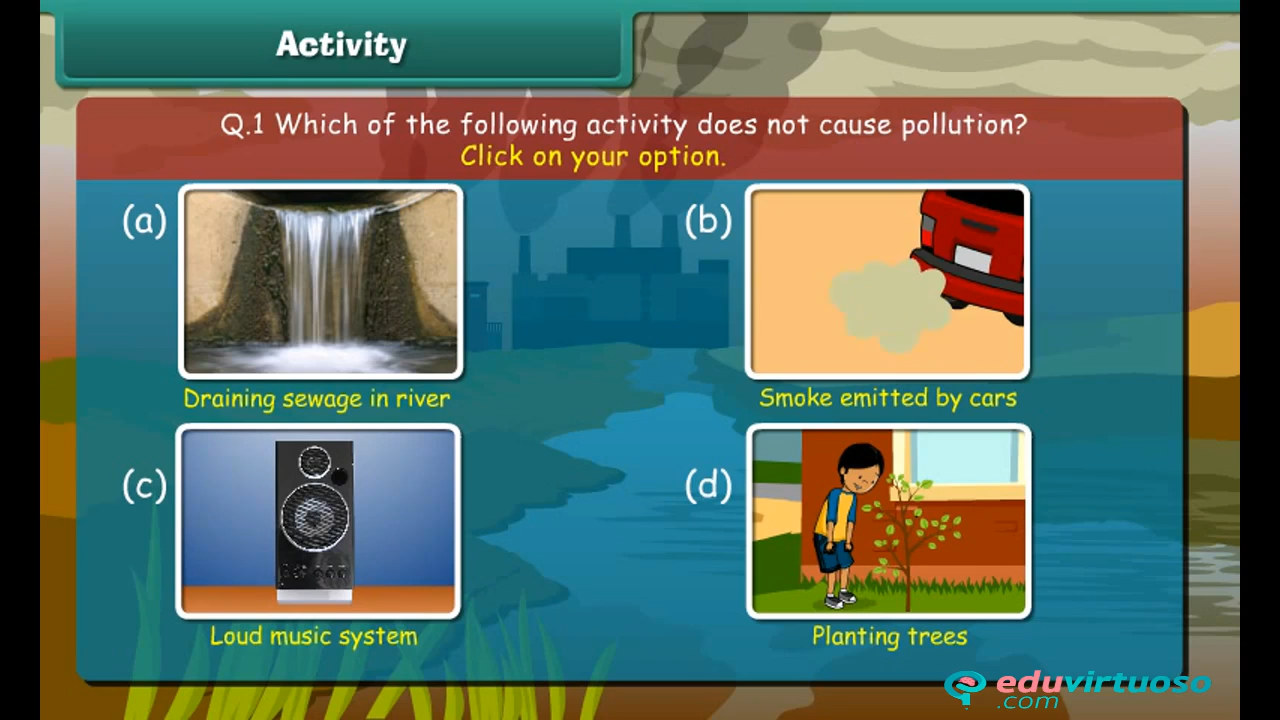 Activity
Q.1 Which of the following activity does not cause pollution?
Click on your option.
(a)
Draining sewage in river
(b)
Smoke emitted by cars
(c)
Loud music system
(d)
Planting trees
eduvirtuoso
.com